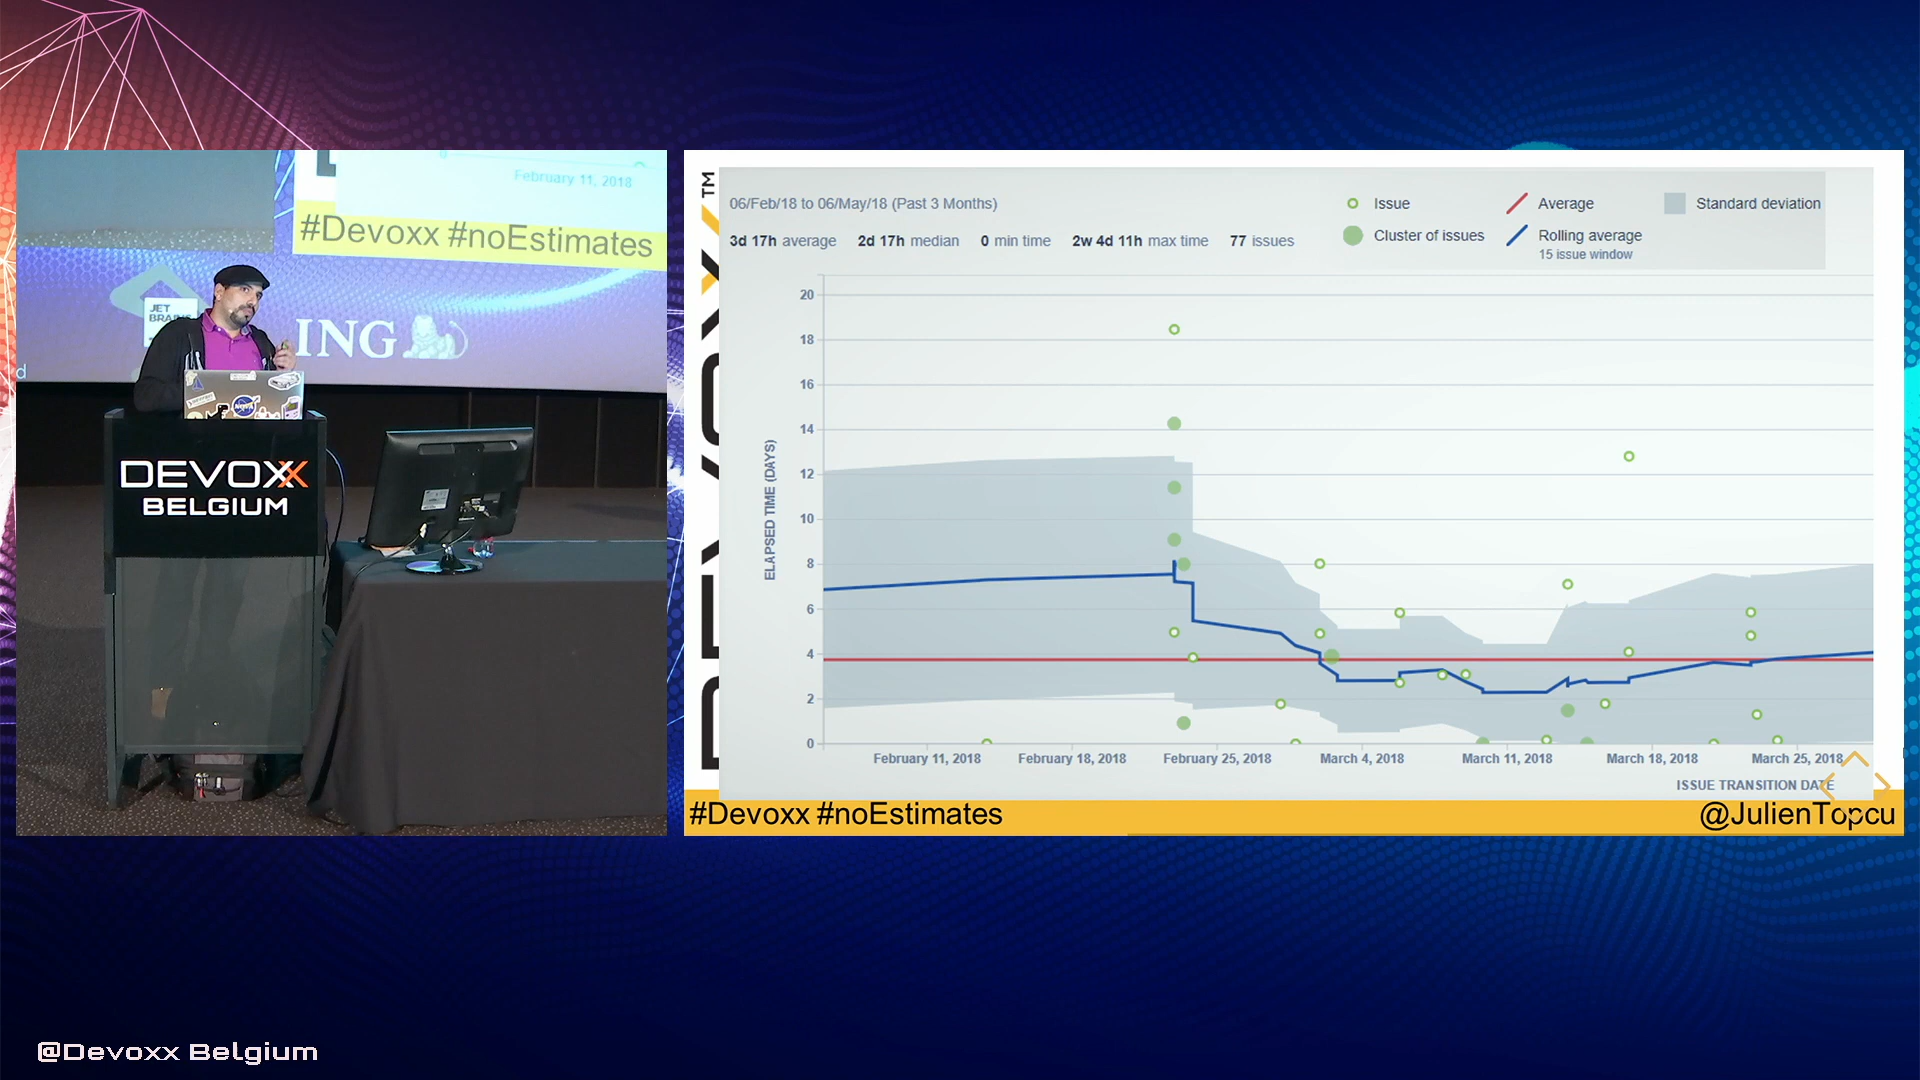 February 11, 2018
#Devoxx #noEstimates
JET
BRAINS
ING
DEVOXX
BELGIUM
DEVOXX™
06/Feb/18 to 06/May/18 (Past 3 Months)
3d 17h average 2d 17h median 0 min time 2w 4d 11h max time 77 issues
Issue
Average
Standard deviation
Cluster of issues
Rolling average
15 issue window
ELAPSED TIME (DAYS)
20
18
16
14
12
10
8
6
4
2
0
February 11, 2018 February 18, 2018 February 25, 2018 March 4, 2018 March 11, 2018 March 18, 2018 March 25, 2018
ISSUE TRANSITION DATE
#Devoxx #noEstimates
@JulienTopcu
@Devoxx Belgium